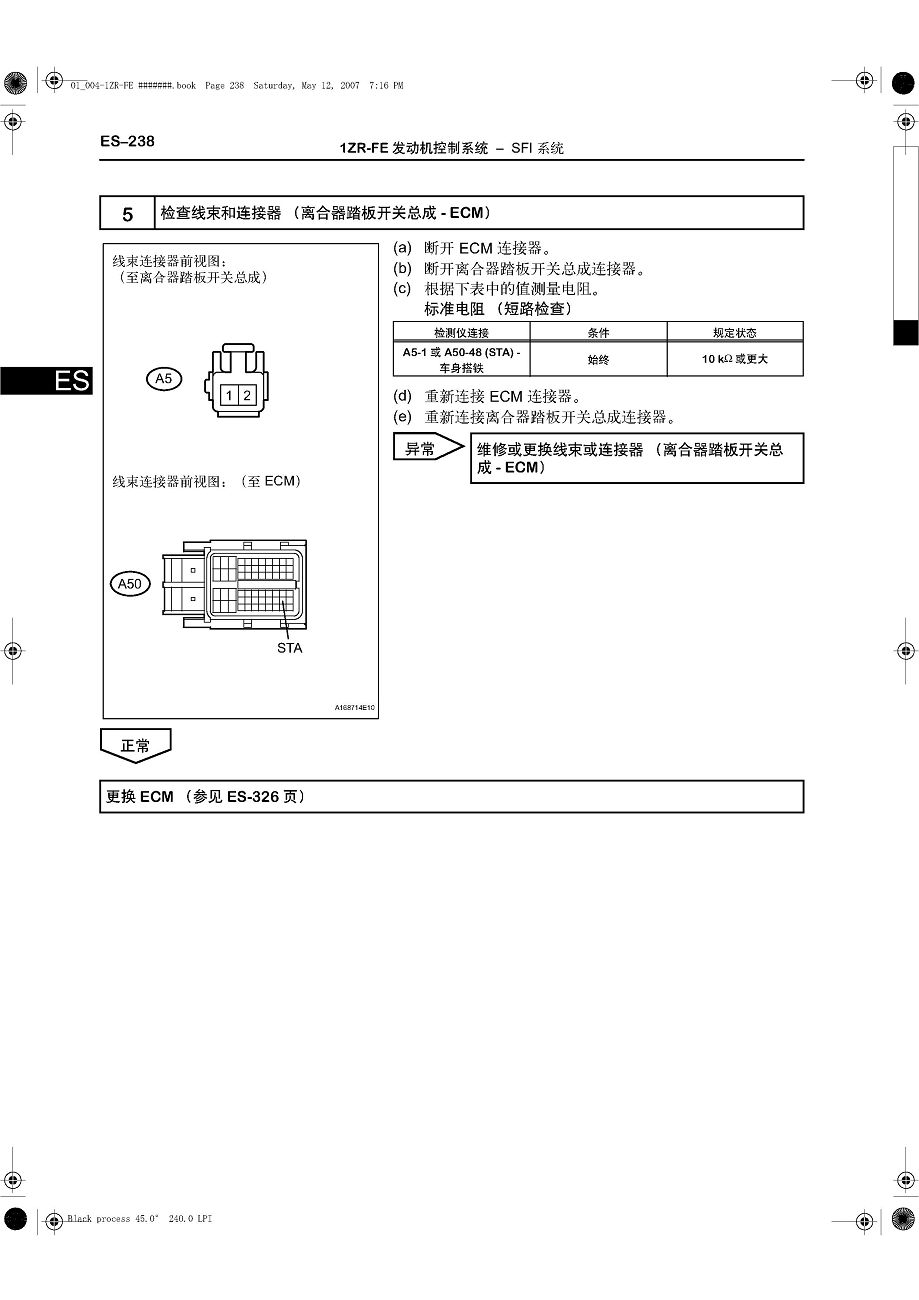 01_004-1ZR-FE #######.book  Page 238  Saturday, May 12, 2007  7:16 PM
ES–238
1ZR-FE 发动机控制系统 – SFI 系统
5
检查线束和连接器 （离合器踏板开关总成 - ECM）
线束连接器前视图：
（至离合器踏板开关总成）
A5
1 2
线束连接器前视图：（至 ECM）
A50
STA
A168714E10
(a) 断开 ECM 连接器。
(b) 断开离合器踏板开关总成连接器。
(c) 根据下表中的值测量电阻。
标准电阻 （短路检查）
检测仪连接 条件 规定状态
A5-1 或 A50-48 (STA) -
车身搭铁
始终
10 kΩ 或更大
(d) 重新连接 ECM 连接器。
(e) 重新连接离合器踏板开关总成连接器。
异常
维修或更换线束或连接器 （离合器踏板开关总
成 - ECM）
ES
正常
更换 ECM （参见 ES-326 页）
Black process 45.0° 240.0 LPI